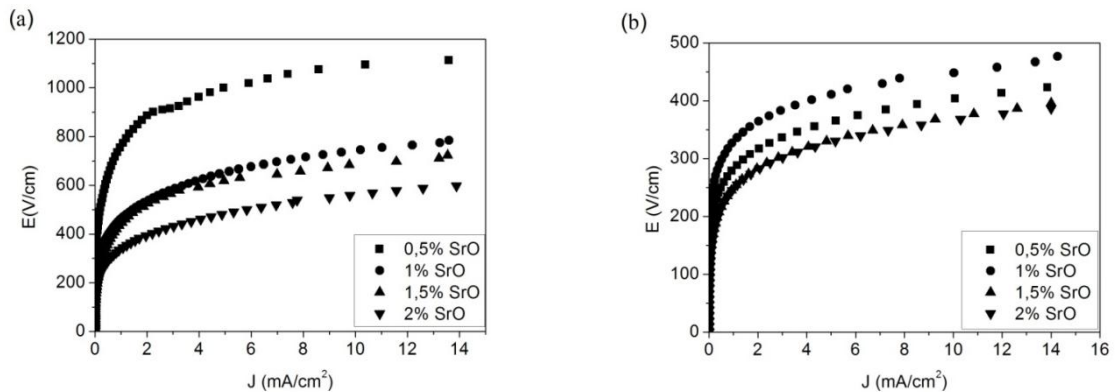 (a)
E(V/cm)
1200
1000
800
600
400
200
0
0 2 4 6 8 10 12 14
J (mA/cm²)
0,5% SrO
1% SrO
1,5% SrO
2% SrO
(b)
E (V/cm)
500
400
300
200
100
0
0 2 4 6 8 10 12 14 16
J (mA/cm²)
0,5% SrO
1% SrO
1,5% SrO
2% SrO